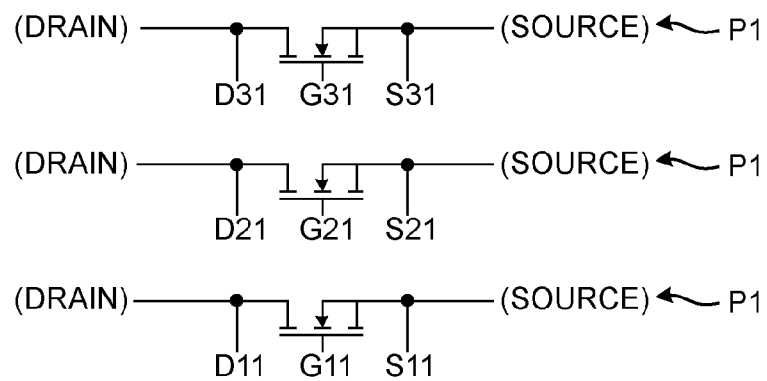 (DRAIN) (SOURCE) P1
D31 G31 S31
(DRAIN) (SOURCE) P1
D21 G21 S21
(DRAIN) (SOURCE) P1
D11 G11 S11